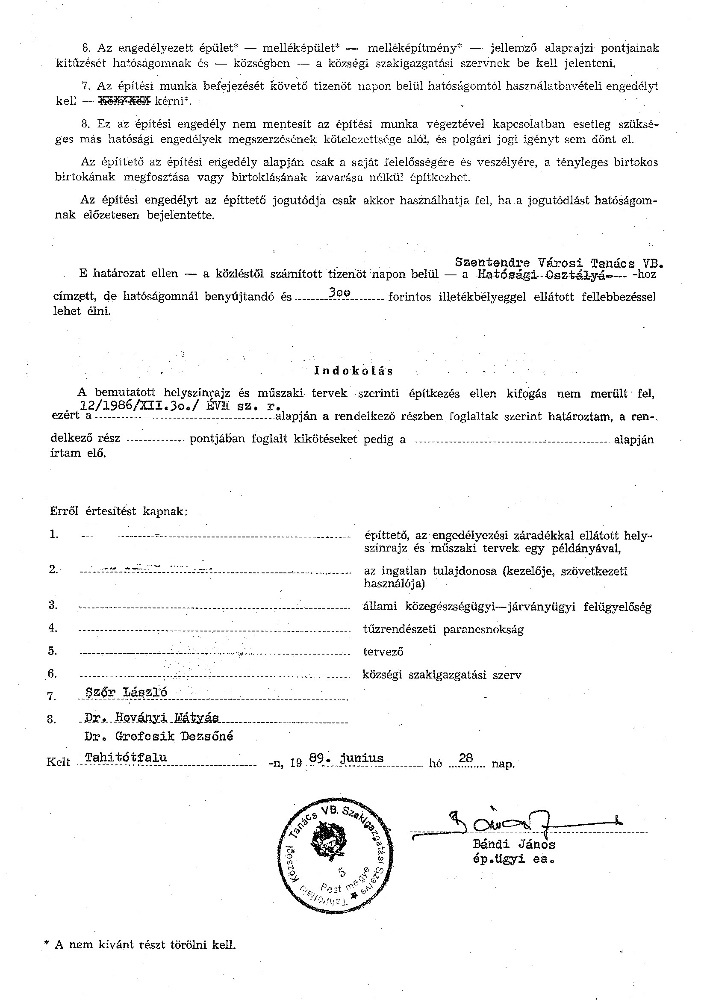 6. Az engedélyezett épület* — melléképület* — melléképítmény* — jellemző alaprajzi pontjainak
kitűzését hatóságomnak és — községben — a községi szakigazgatási szervnek be kell jelenteni.
7. Az építési munka befejezését követő tizenöt napon belül hatóságomtól használatbavételi engedélyt
kell — nem kell kérni*.
8. Ez az építési engedély nem mentesít az építési munka végeztével kapcsolatban esetleg szüksé-
ges más hatósági engedélyek megszerzésének kötelezettsége alól, és polgári jogi igényt sem dönt el.
Az építtető az építési engedély alapján csak a saját felelősségére és veszélyére, a tényleges birtokos
birtokának megfosztása vagy birtoklásának zavarása nélkül építkezhet.
Az építési engedélyt az építtető jogutódja csak akkor használhatja fel, ha a jogutódlást hatóságom-
nak előzetesen bejelentette.
Szentendre Városi Tanács VB.
E határozat ellen — a közléstől számított tizenöt napon belül — a Hatósági Osztályá- -hoz
címzett, de hatóságomnál benyújtandó és 300 forintos illetékbélyeggel ellátott fellebbezéssel
lehet élni.
Indokolás
A bemutatott helyszínrajz és műszaki tervek szerinti építkezés ellen kifogás nem merült fel,
12/1986/XII.3o./ ÉVM sz. r.
ezért a alapján a rendelkező részben foglaltak szerint határoztam, a ren-
delkező rész pontjában foglalt kikötéseket pedig a alapján
írtam elő.
Erről értesítést kapnak:
1. építtető, az engedélyezési záradékkal ellátott hely-
színrajz és műszaki tervek egy példányával,
2. az ingatlan tulajdonosa (kezelője, szövetkezeti
használója)
3. állami közegészségügyi—járványügyi felügyelőség
4. tűzrendészeti parancsnokság
5. tervező
6. községi szakigazgatási szerv
7. Szőr László
8. Dr. Hoványi Mátyás
Dr. Grofcsik Dezsőné
Kelt Tahitótfalu -n, 19 89. junius hó 28 nap.
Községi Tanács VB. Szakigazgatási Szerve
5
Pest megye
Tahitótfalu
Bándi János
ép.ügyi ea.
* A nem kívánt részt törölni kell.